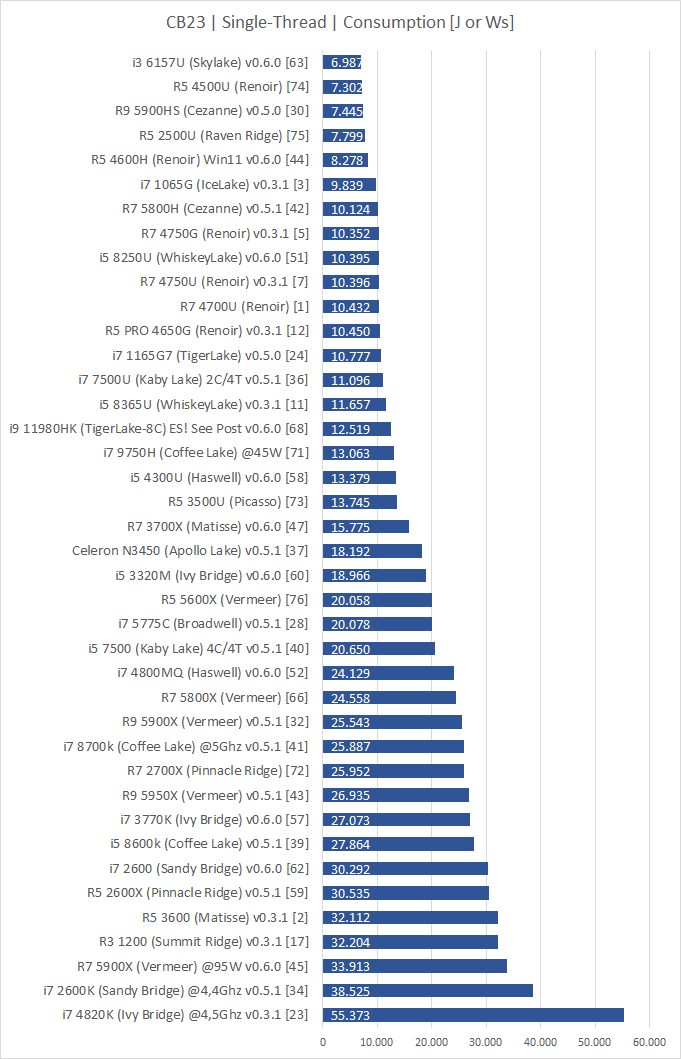 CB23 | Single-Thread | Consumption [J or Ws]
i3 6157U (Skylake) v0.6.0 [63] 6.987
R5 4500U (Renoir) [74] 7.302
R9 5900HS (Cezanne) v0.5.0 [30] 7.445
R5 2500U (Raven Ridge) [75] 7.799
R5 4600H (Renoir) Win11 v0.6.0 [44] 8.278
i7 1065G (IceLake) v0.3.1 [3] 9.839
R7 5800H (Cezanne) v0.5.1 [42] 10.124
R7 4750G (Renoir) v0.3.1 [5] 10.352
i5 8250U (WhiskeyLake) v0.6.0 [51] 10.395
R7 4750U (Renoir) v0.3.1 [7] 10.396
R7 4700U (Renoir) [1] 10.432
R5 PRO 4650G (Renoir) v0.3.1 [12] 10.450
i7 1165G7 (TigerLake) v0.5.0 [24] 10.777
i7 7500U (Kaby Lake) 2C/4T v0.5.1 [36] 11.096
i5 8365U (WhiskeyLake) v0.3.1 [11] 11.657
i9 11980HK (TigerLake-8C) ES! See Post v0.6.0 [68] 12.519
i7 9750H (Coffee Lake) @45W [71] 13.063
i5 4300U (Haswell) v0.6.0 [58] 13.379
R5 3500U (Picasso) [73] 13.745
R7 3700X (Matisse) v0.6.0 [47] 15.775
Celeron N3450 (Apollo Lake) v0.5.1 [37] 18.192
i5 3320M (Ivy Bridge) v0.6.0 [60] 18.966
R5 5600X (Vermeer) [76] 20.058
i7 5775C (Broadwell) v0.5.1 [28] 20.078
i5 7500 (Kaby Lake) 4C/4T v0.5.1 [40] 20.650
i7 4800MQ (Haswell) v0.6.0 [52] 24.129
R7 5800X (Vermeer) [66] 24.558
R9 5900X (Vermeer) v0.5.1 [32] 25.543
i7 8700k (Coffee Lake) @5Ghz v0.5.1 [41] 25.887
R7 2700X (Pinnacle Ridge) [72] 25.952
R9 5950X (Vermeer) v0.5.1 [43] 26.935
i7 3770K (Ivy Bridge) v0.6.0 [57] 27.073
i5 8600k (Coffee Lake) v0.5.1 [39] 27.864
i7 2600 (Sandy Bridge) v0.6.0 [62] 30.292
R5 2600X (Pinnacle Ridge) v0.5.1 [59] 30.535
R5 3600 (Matisse) v0.3.1 [2] 32.112
R3 1200 (Summit Ridge) v0.3.1 [17] 32.204
R7 5900X (Vermeer) @95W v0.6.0 [45] 33.913
i7 2600K (Sandy Bridge) @4,4Ghz v0.5.1 [34] 38.525
i7 4820K (Ivy Bridge) @4,5Ghz v0.3.1 [23] 55.373
0 10.000 20.000 30.000 40.000 50.000 60.000